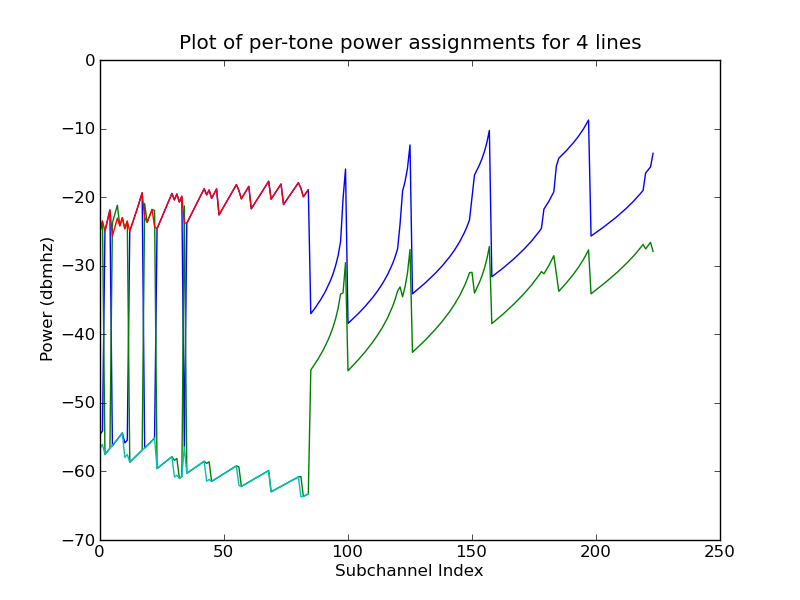 Plot of per-tone power assignments for 4 lines
0
−10
−20
−30
−40
−50
−60
−70
Power (dbmhz)
0 50 100 150 200 250
Subchannel Index